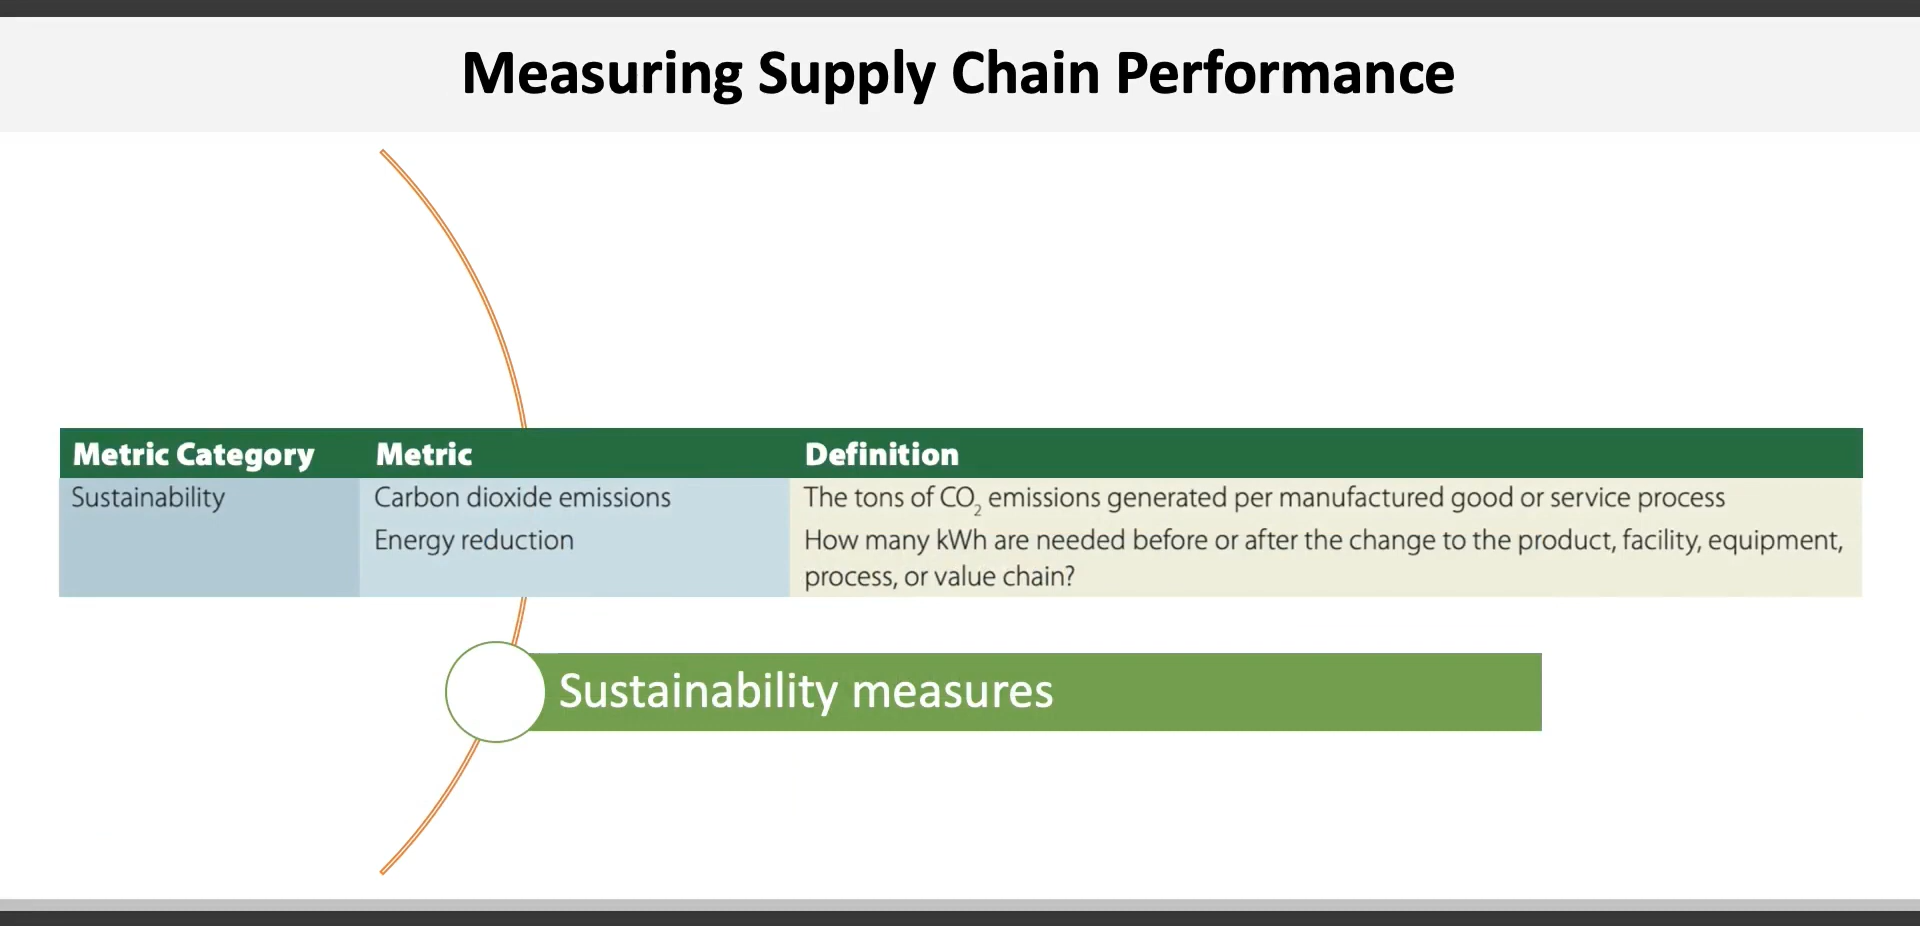 Measuring Supply Chain Performance
Metric Category Metric Definition
Sustainability Carbon dioxide emissions The tons of CO₂ emissions generated per manufactured good or service process
Energy reduction How many kWh are needed before or after the change to the product, facility, equipment,
process, or value chain?
Sustainability measures